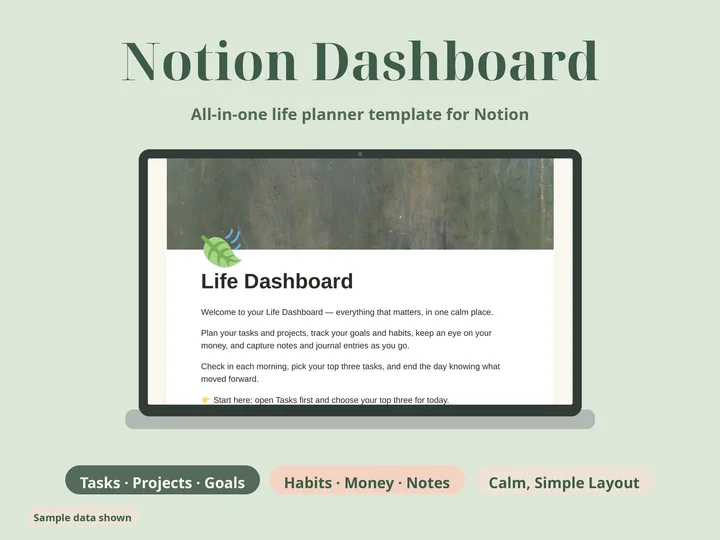 Notion Dashboard
All-in-one life planner template for Notion
Life Dashboard
Welcome to your Life Dashboard — everything that matters, in one calm place.
Plan your tasks and projects, track your goals and habits, keep an eye on your
money, and capture notes and journal entries as you go.
Check in each morning, pick your top three tasks, and end the day knowing what
moved forward.
👉 Start here: open Tasks first and choose your top three for today.
Tasks · Projects · Goals
Habits · Money · Notes
Calm, Simple Layout
Sample data shown